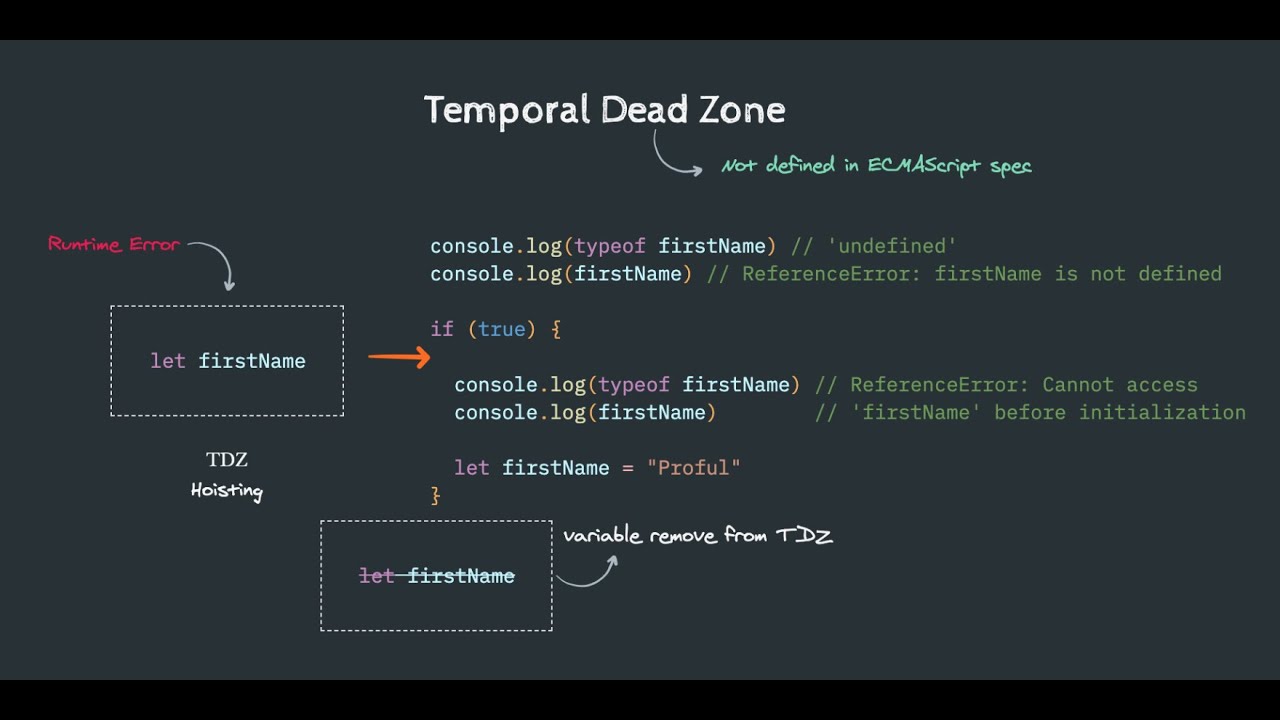 Temporal Dead Zone
Not defined in ECMAScript spec
Runtime Error
let firstName
TDZ
Hoisting
console.log(typeof firstName) // 'undefined'
console.log(firstName) // ReferenceError: firstName is not defined
if (true) {
console.log(typeof firstName) // ReferenceError: Cannot access
console.log(firstName) // 'firstName' before initialization
let firstName = "Proful"
}
let firstName
variable remove from TDZ